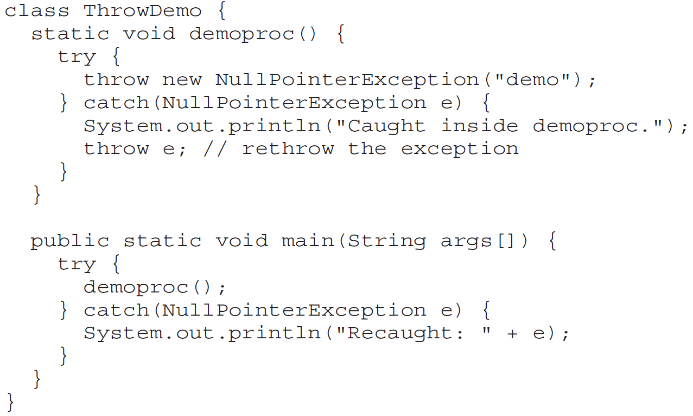 class ThrowDemo {
  static void demoproc() {
    try {
      throw new NullPointerException("demo");
    } catch(NullPointerException e) {
      System.out.println("Caught inside demoproc.");
      throw e; // rethrow the exception
    }
  }

  public static void main(String args[]) {
    try {
      demoproc();
    } catch(NullPointerException e) {
      System.out.println("Recaught: " + e);
    }
  }
}